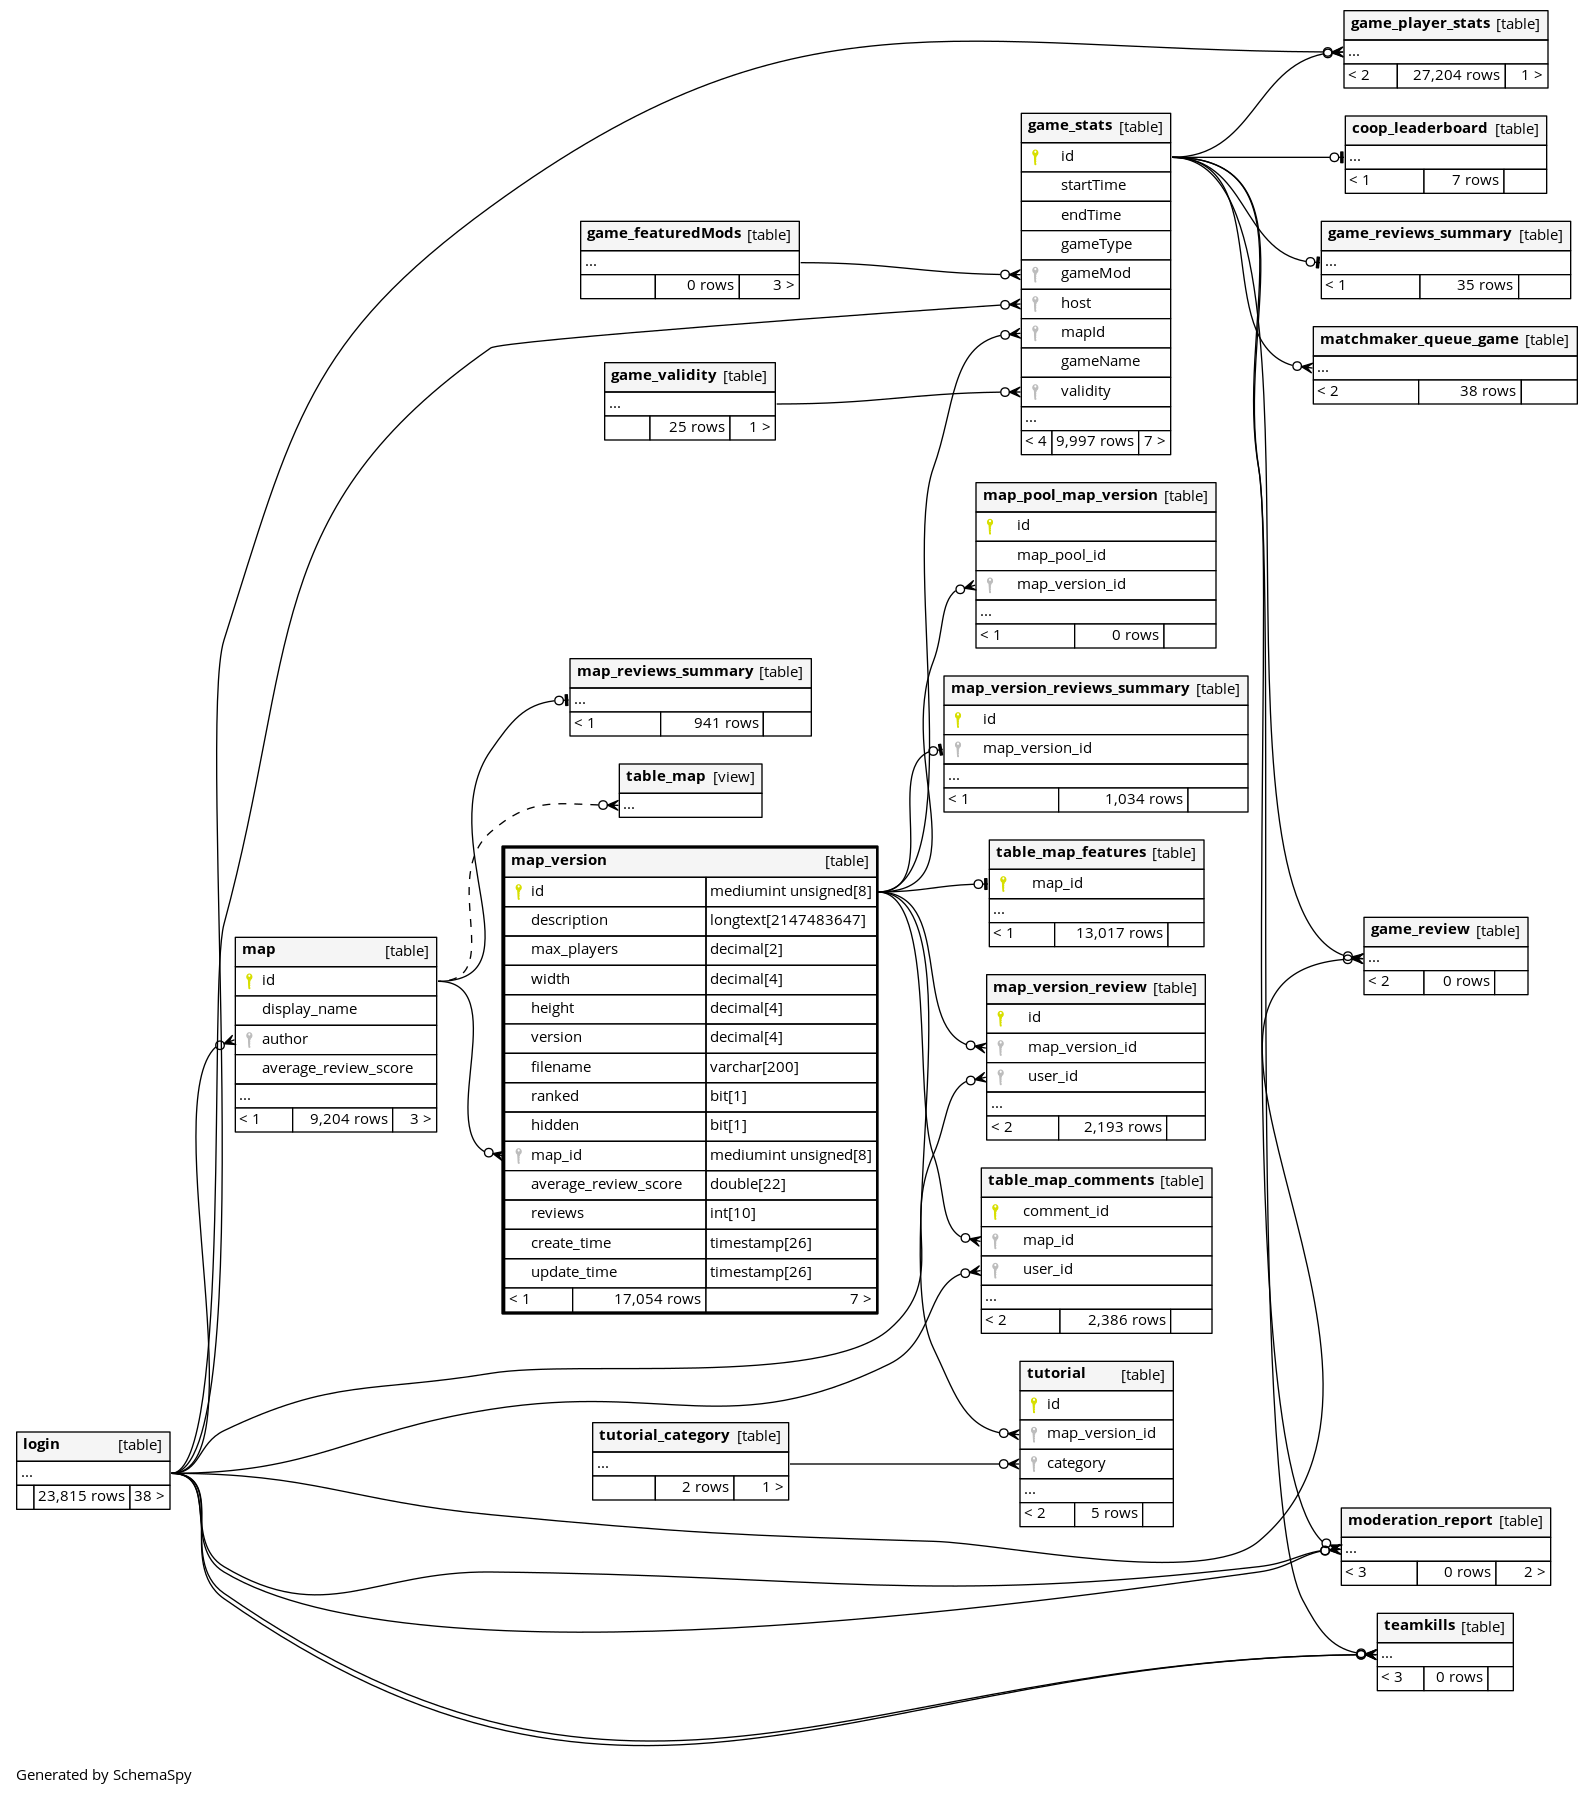 game_player_stats [table]
...
< 2 27,204 rows 1 >
game_stats [table]
id
startTime
endTime
gameType
gameMod
host
mapId
gameName
validity
...
< 4 9,997 rows 7 >
coop_leaderboard [table]
...
< 1 7 rows
game_featuredMods [table]
...
0 rows 3 >
game_reviews_summary [table]
...
< 1 35 rows
matchmaker_queue_game [table]
...
< 2 38 rows
game_validity [table]
...
25 rows 1 >
map_pool_map_version [table]
id
map_pool_id
map_version_id
...
< 1 0 rows
map_reviews_summary [table]
...
< 1 941 rows
map_version_reviews_summary [table]
id
map_version_id
...
< 1 1,034 rows
table_map [view]
...
map_version [table]
id mediumint unsigned[8]
description longtext[2147483647]
max_players decimal[2]
width decimal[4]
height decimal[4]
version decimal[4]
filename varchar[200]
ranked bit[1]
hidden bit[1]
map_id mediumint unsigned[8]
average_review_score double[22]
reviews int[10]
create_time timestamp[26]
update_time timestamp[26]
< 1 17,054 rows 7 >
table_map_features [table]
map_id
...
< 1 13,017 rows
map [table]
id
display_name
author
average_review_score
...
< 1 9,204 rows 3 >
game_review [table]
...
< 2 0 rows
map_version_review [table]
id
map_version_id
user_id
...
< 2 2,193 rows
table_map_comments [table]
comment_id
map_id
user_id
...
< 2 2,386 rows
tutorial [table]
id
map_version_id
category
...
< 2 5 rows
login [table]
...
23,815 rows 38 >
tutorial_category [table]
...
2 rows 1 >
moderation_report [table]
...
< 3 0 rows 2 >
teamkills [table]
...
< 3 0 rows
Generated by SchemaSpy